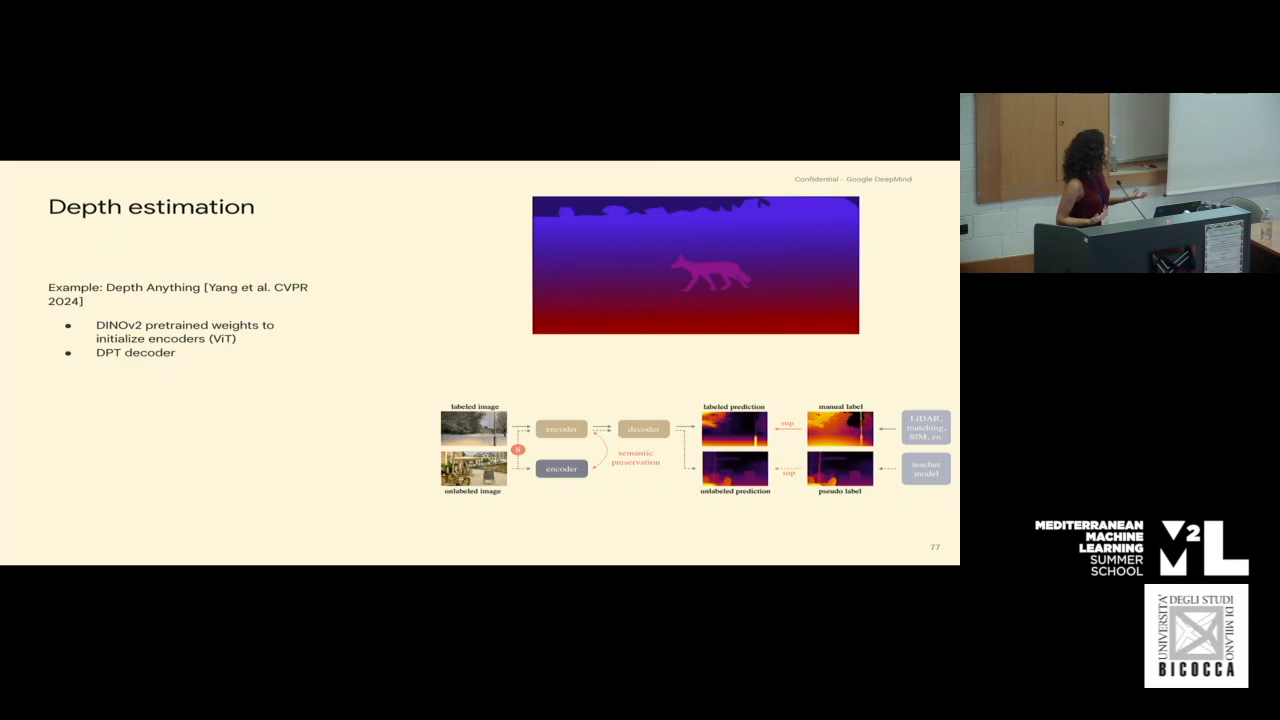 Confidential - Google DeepMind
Depth estimation
Example: Depth Anything [Yang et al. CVPR
2024]
● DINOv2 pretrained weights to
initialize encoders (ViT)
● DPT decoder
labeled image
labeled prediction
manual label
encoder
decoder
sup
LiDAR,
matching,
SfM, etc
S
semantic
preservation
encoder
sup
teacher
model
unlabeled image
unlabeled prediction
pseudo label
77
MEDITERRANEAN
MACHINE
LEARNING
SUMMER
SCHOOL
M2L
UNIVERSITA'
DEGLI STUDI
DI MILANO
BICOCCA